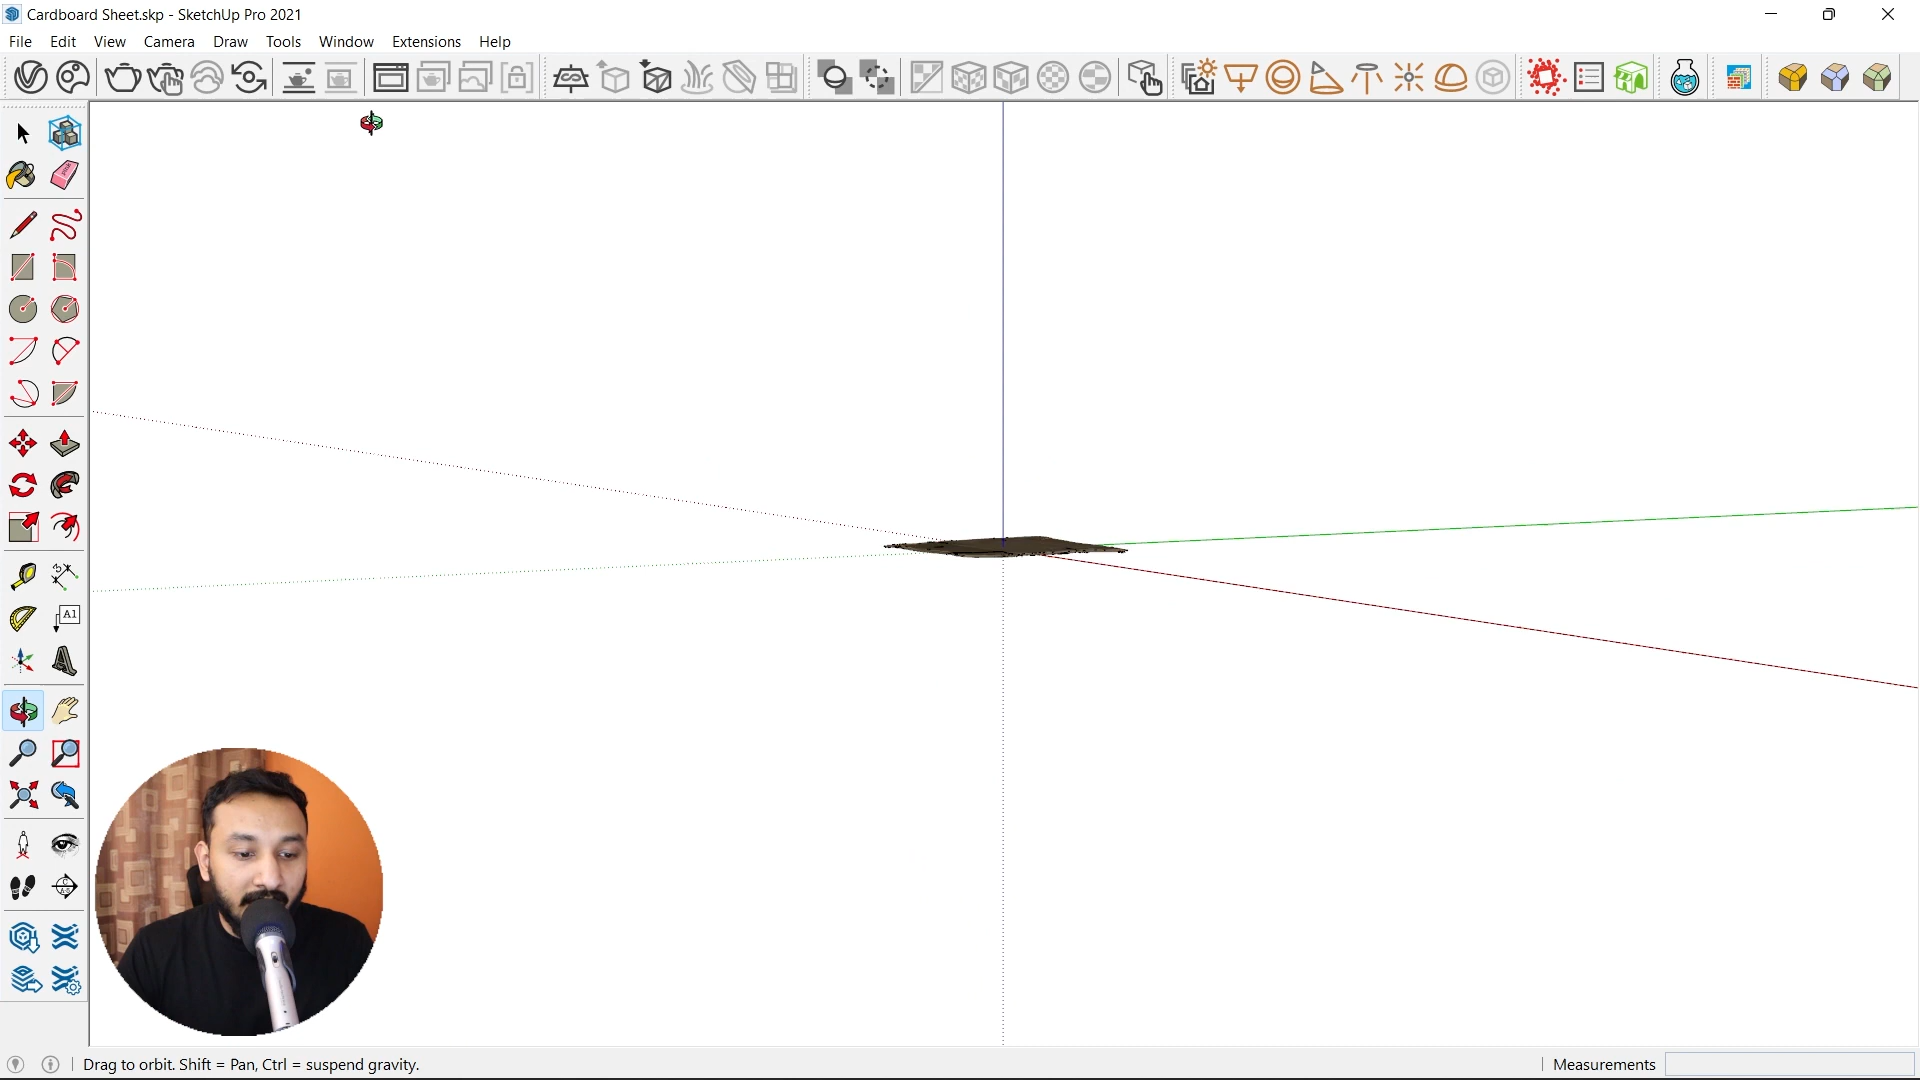 Cardboard Sheet.skp - SketchUp Pro 2021
File Edit View Camera Draw Tools Window Extensions Help
A1
Drag to orbit. Shift = Pan, Ctrl = suspend gravity.
Measurements